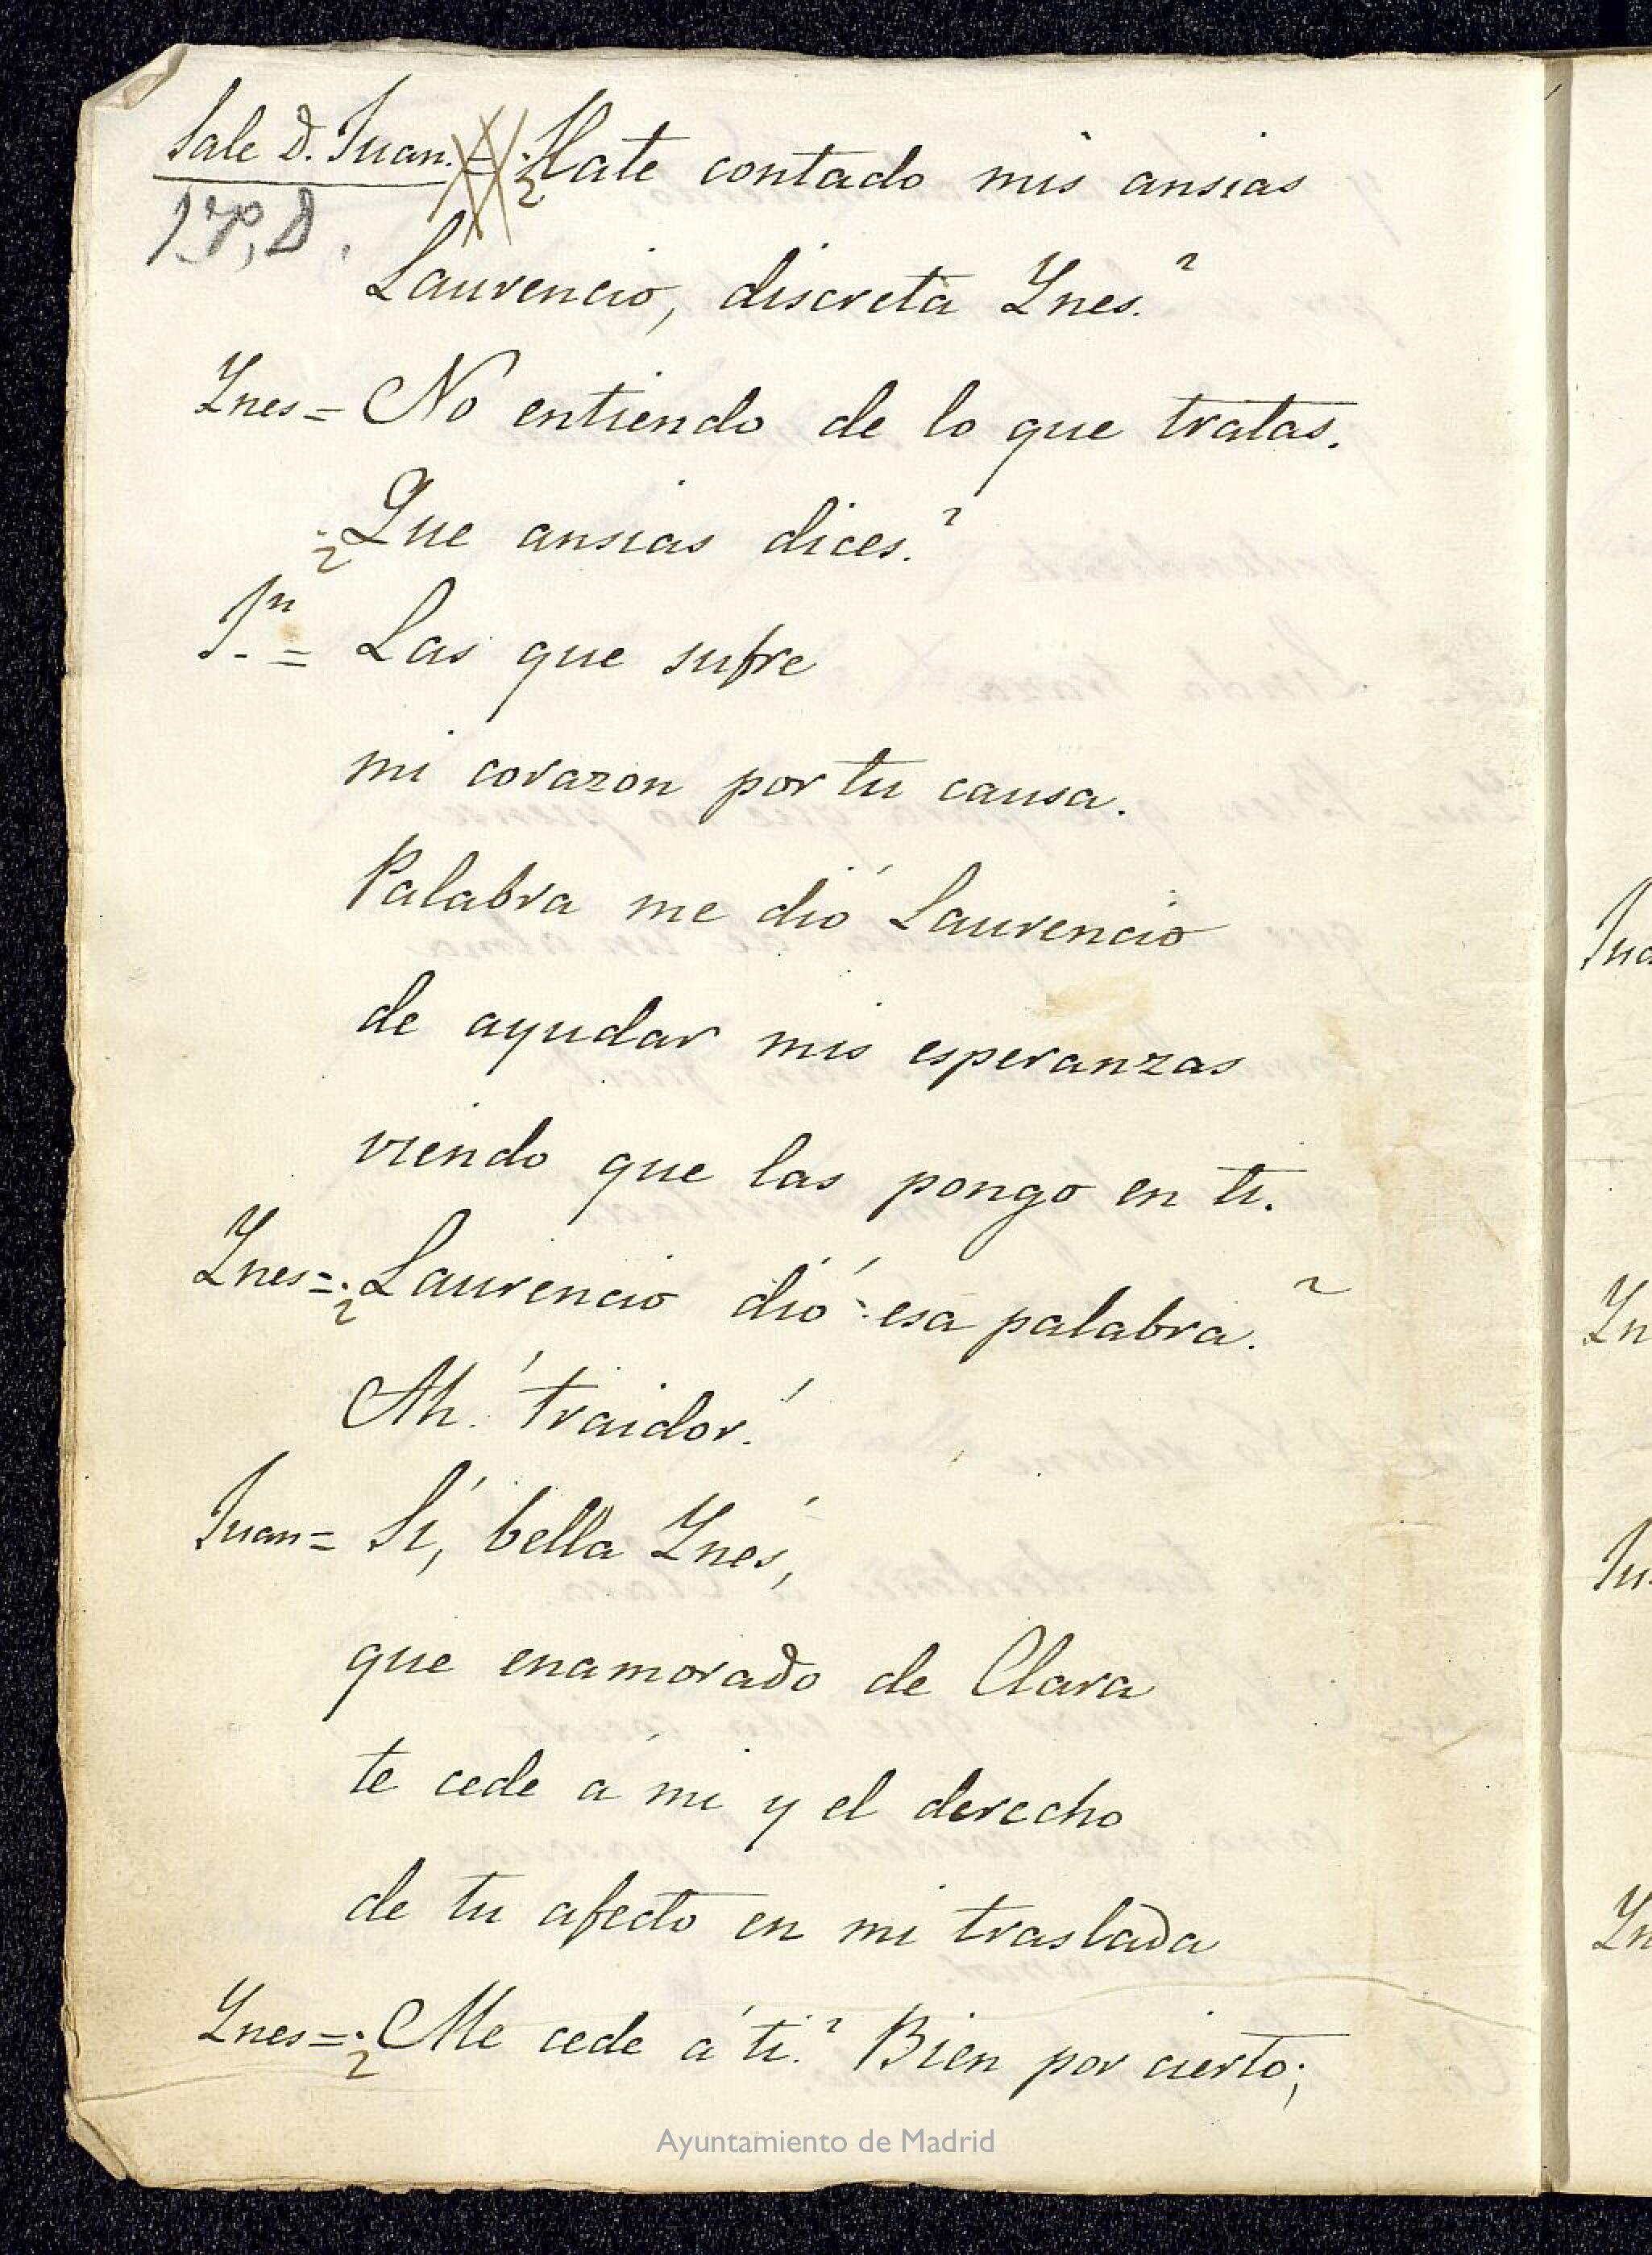 Sale D. Juan. = ¿Hate contado mis ansias
1ª, D.
Laurencio, discreta Ynes.?
Ynes = No entiendo de lo que tratas.
¿Que ansias dices.?
Jn. = Las que sufre
mi corazon por tu causa.
Palabra me dió Laurencio
de ayudar mis esperanzas
viendo que las pongo en ti.
Ynes = ¿Laurencio dió esa palabra.?
Ah! traidor!
Juan = Sí, bella Ynés,
que enamorado de Clara
te cede a mi y el derecho
de tu afecto en mi traslada
Ynes = ¿Me cede á ti? Bien por cierto;
Jua
Yn
Ju
Yn
Ayuntamiento de Madrid